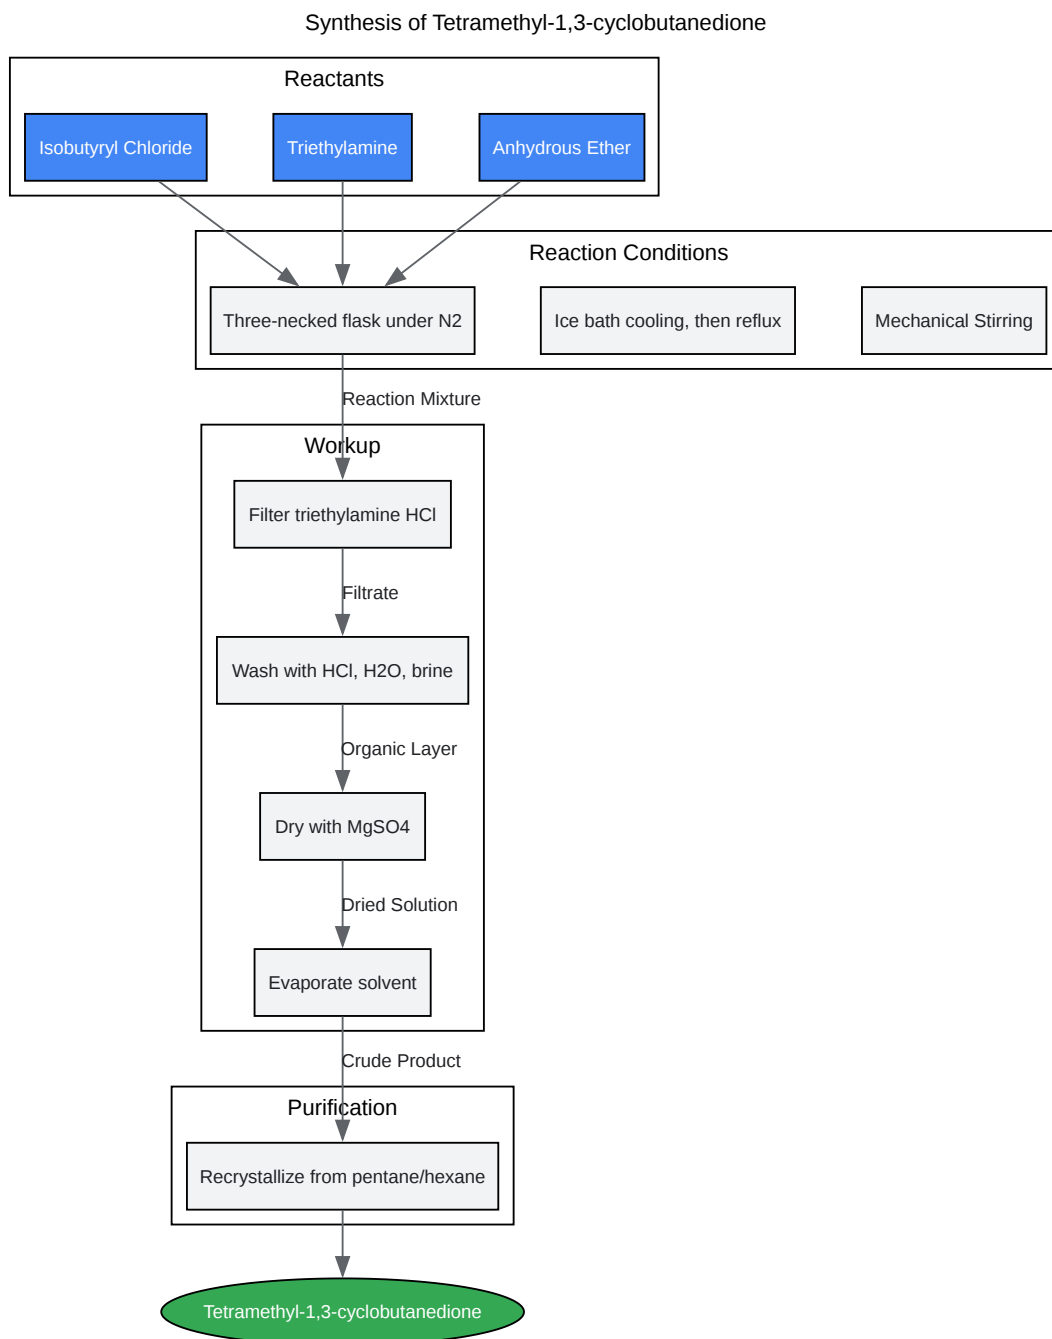 Synthesis of Tetramethyl-1,3-cyclobutanedione
Reactants
Isobutyryl Chloride
Triethylamine
Anhydrous Ether
Reaction Conditions
Three-necked flask under N2
Ice bath cooling, then reflux
Mechanical Stirring
Reaction Mixture
Workup
Filter triethylamine HCl
Filtrate
Wash with HCl, H2O, brine
Organic Layer
Dry with MgSO4
Dried Solution
Evaporate solvent
Crude Product
Purification
Recrystallize from pentane/hexane
Tetramethyl-1,3-cyclobutanedione